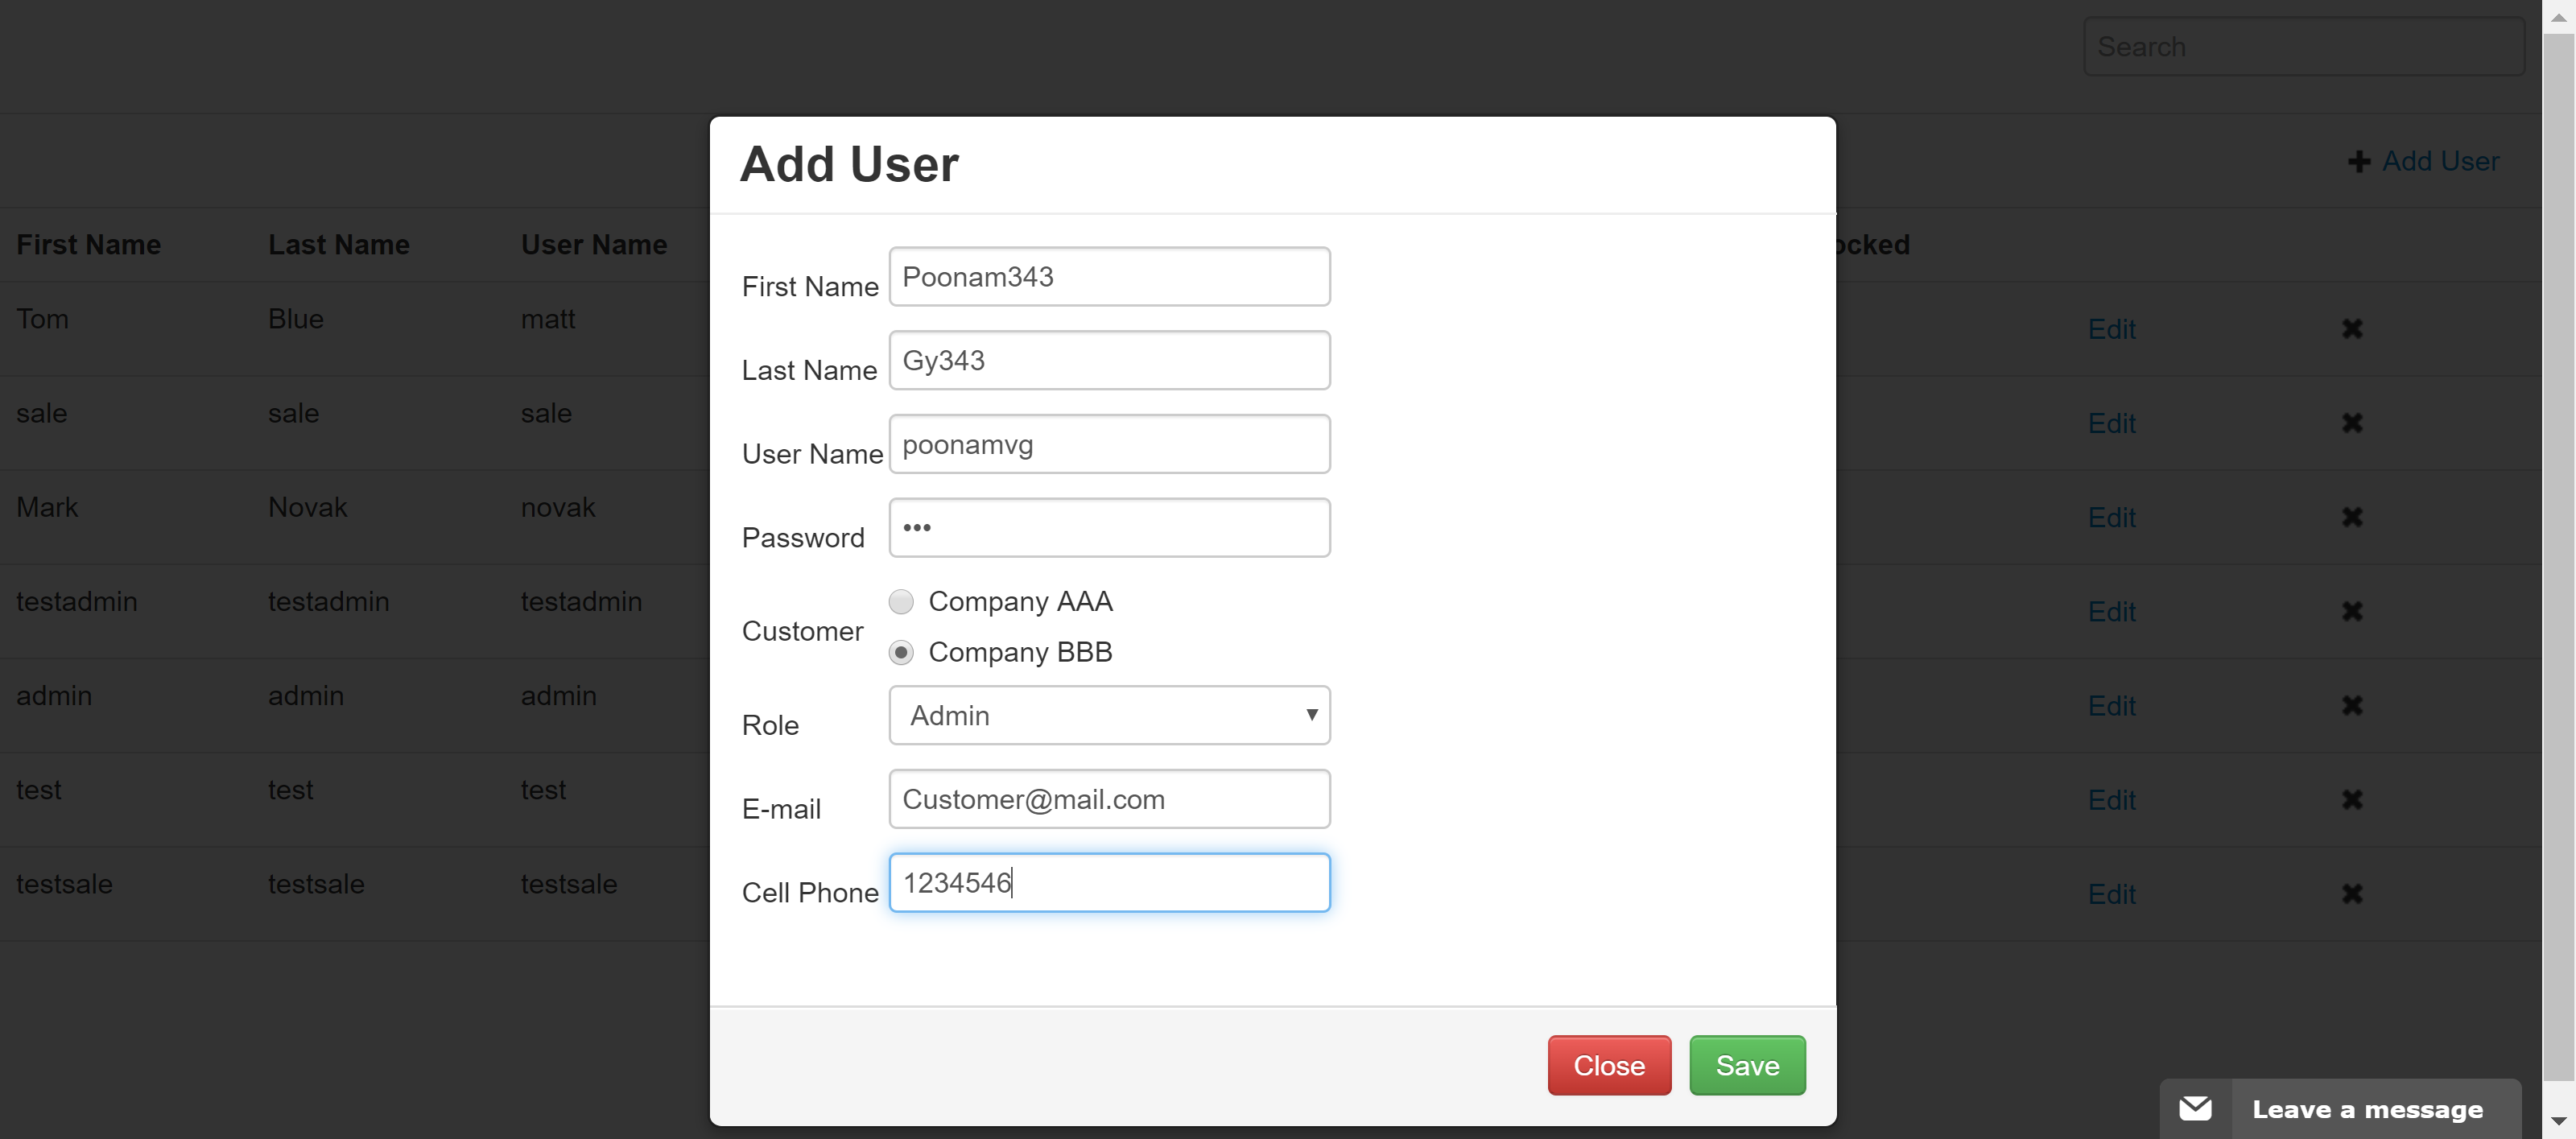 Search
Add User
Add User
First Name Last Name User Name ocked
First Name Poonam343
Last Name Gy343
User Name poonamvg
Password •••
Customer
Company AAA
Company BBB
Role Admin
E-mail Customer@mail.com
Cell Phone 1234546
Tom Blue matt Edit
sale sale sale Edit
Mark Novak novak Edit
testadmin testadmin testadmin Edit
admin admin admin Edit
test test test Edit
testsale testsale testsale Edit
Close Save
Leave a message